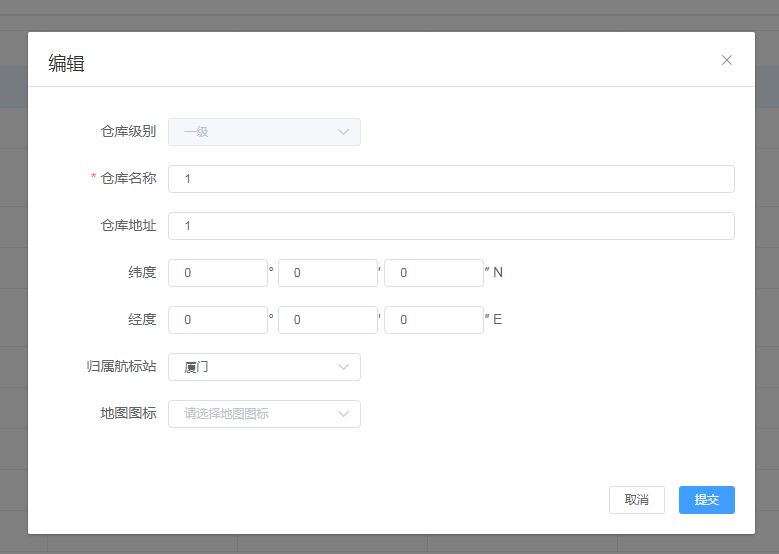 编辑
仓库级别 一级
* 仓库名称 1
仓库地址 1
纬度 0 ° 0 ′ 0 ″ N
经度 0 ° 0 ′ 0 ″ E
归属航标站 厦门
地图图标 请选择地图图标
取消 提交